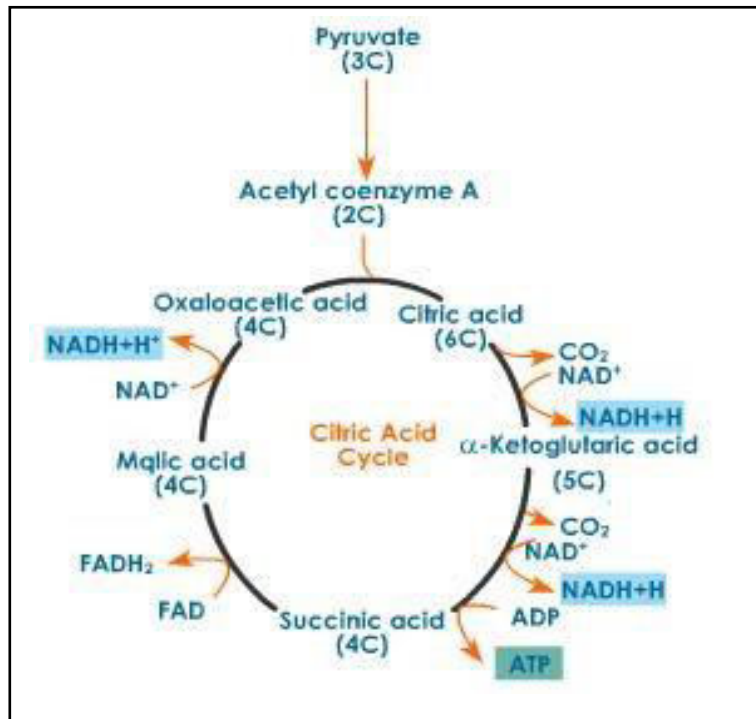 Pyruvate
(3C)
Acetyl coenzyme A
(2C)
Oxaloacetic acid
(4C)
Citric acid
(6C)
NADH+H⁺
NAD⁺
CO₂
NAD⁺
NADH+H
Citric Acid
Cycle
Mqlic acid
(4C)
α-Ketoglutaric acid
(5C)
CO₂
NAD⁺
NADH+H
FADH₂
FAD
Succinic acid
(4C)
ADP
ATP